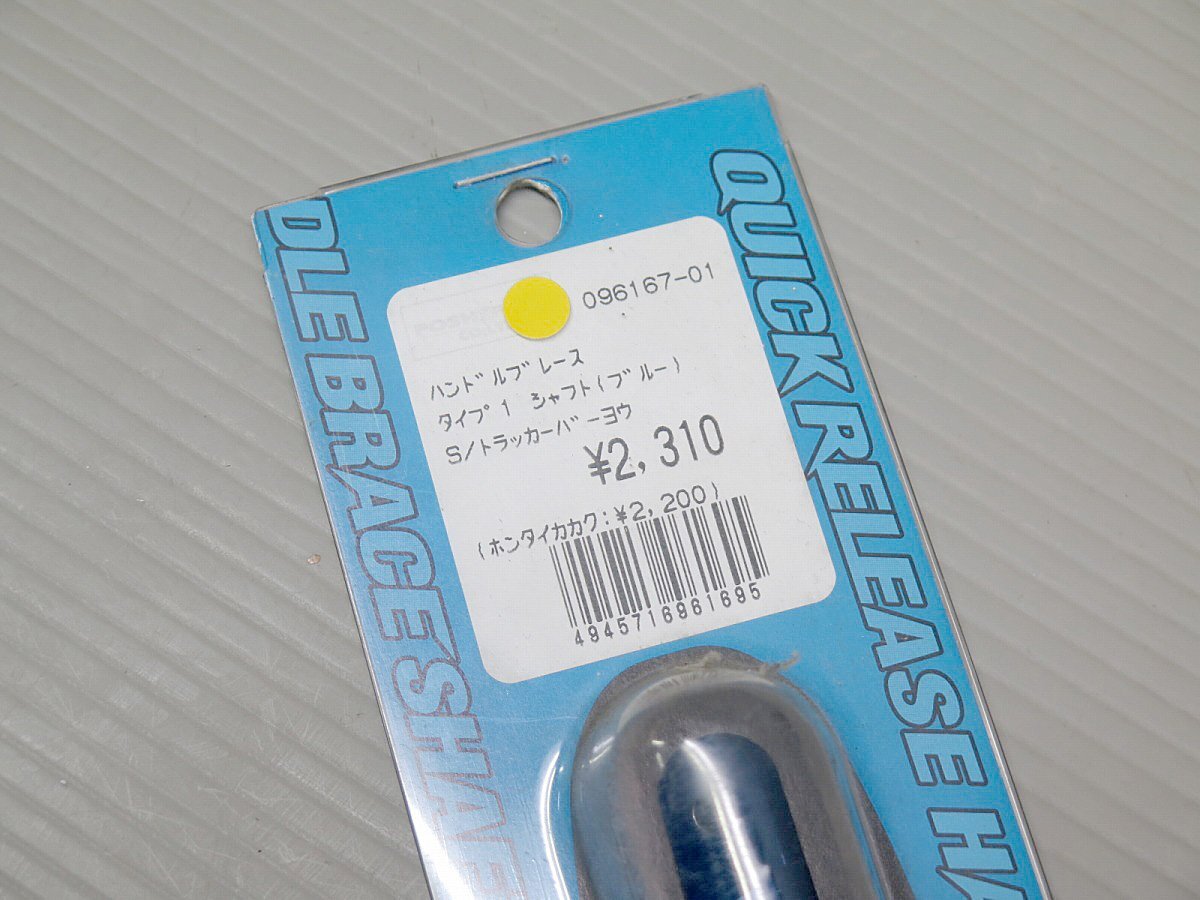 096167-01
ハンドルブレース
タイプ1 シャフト(ブルー)
S/トラッカーバーヨウ
¥2,310
(ホンタイカカク:¥2,200)
4945716961695
QUICK RELEASE HA
DLE BRACE SHAF